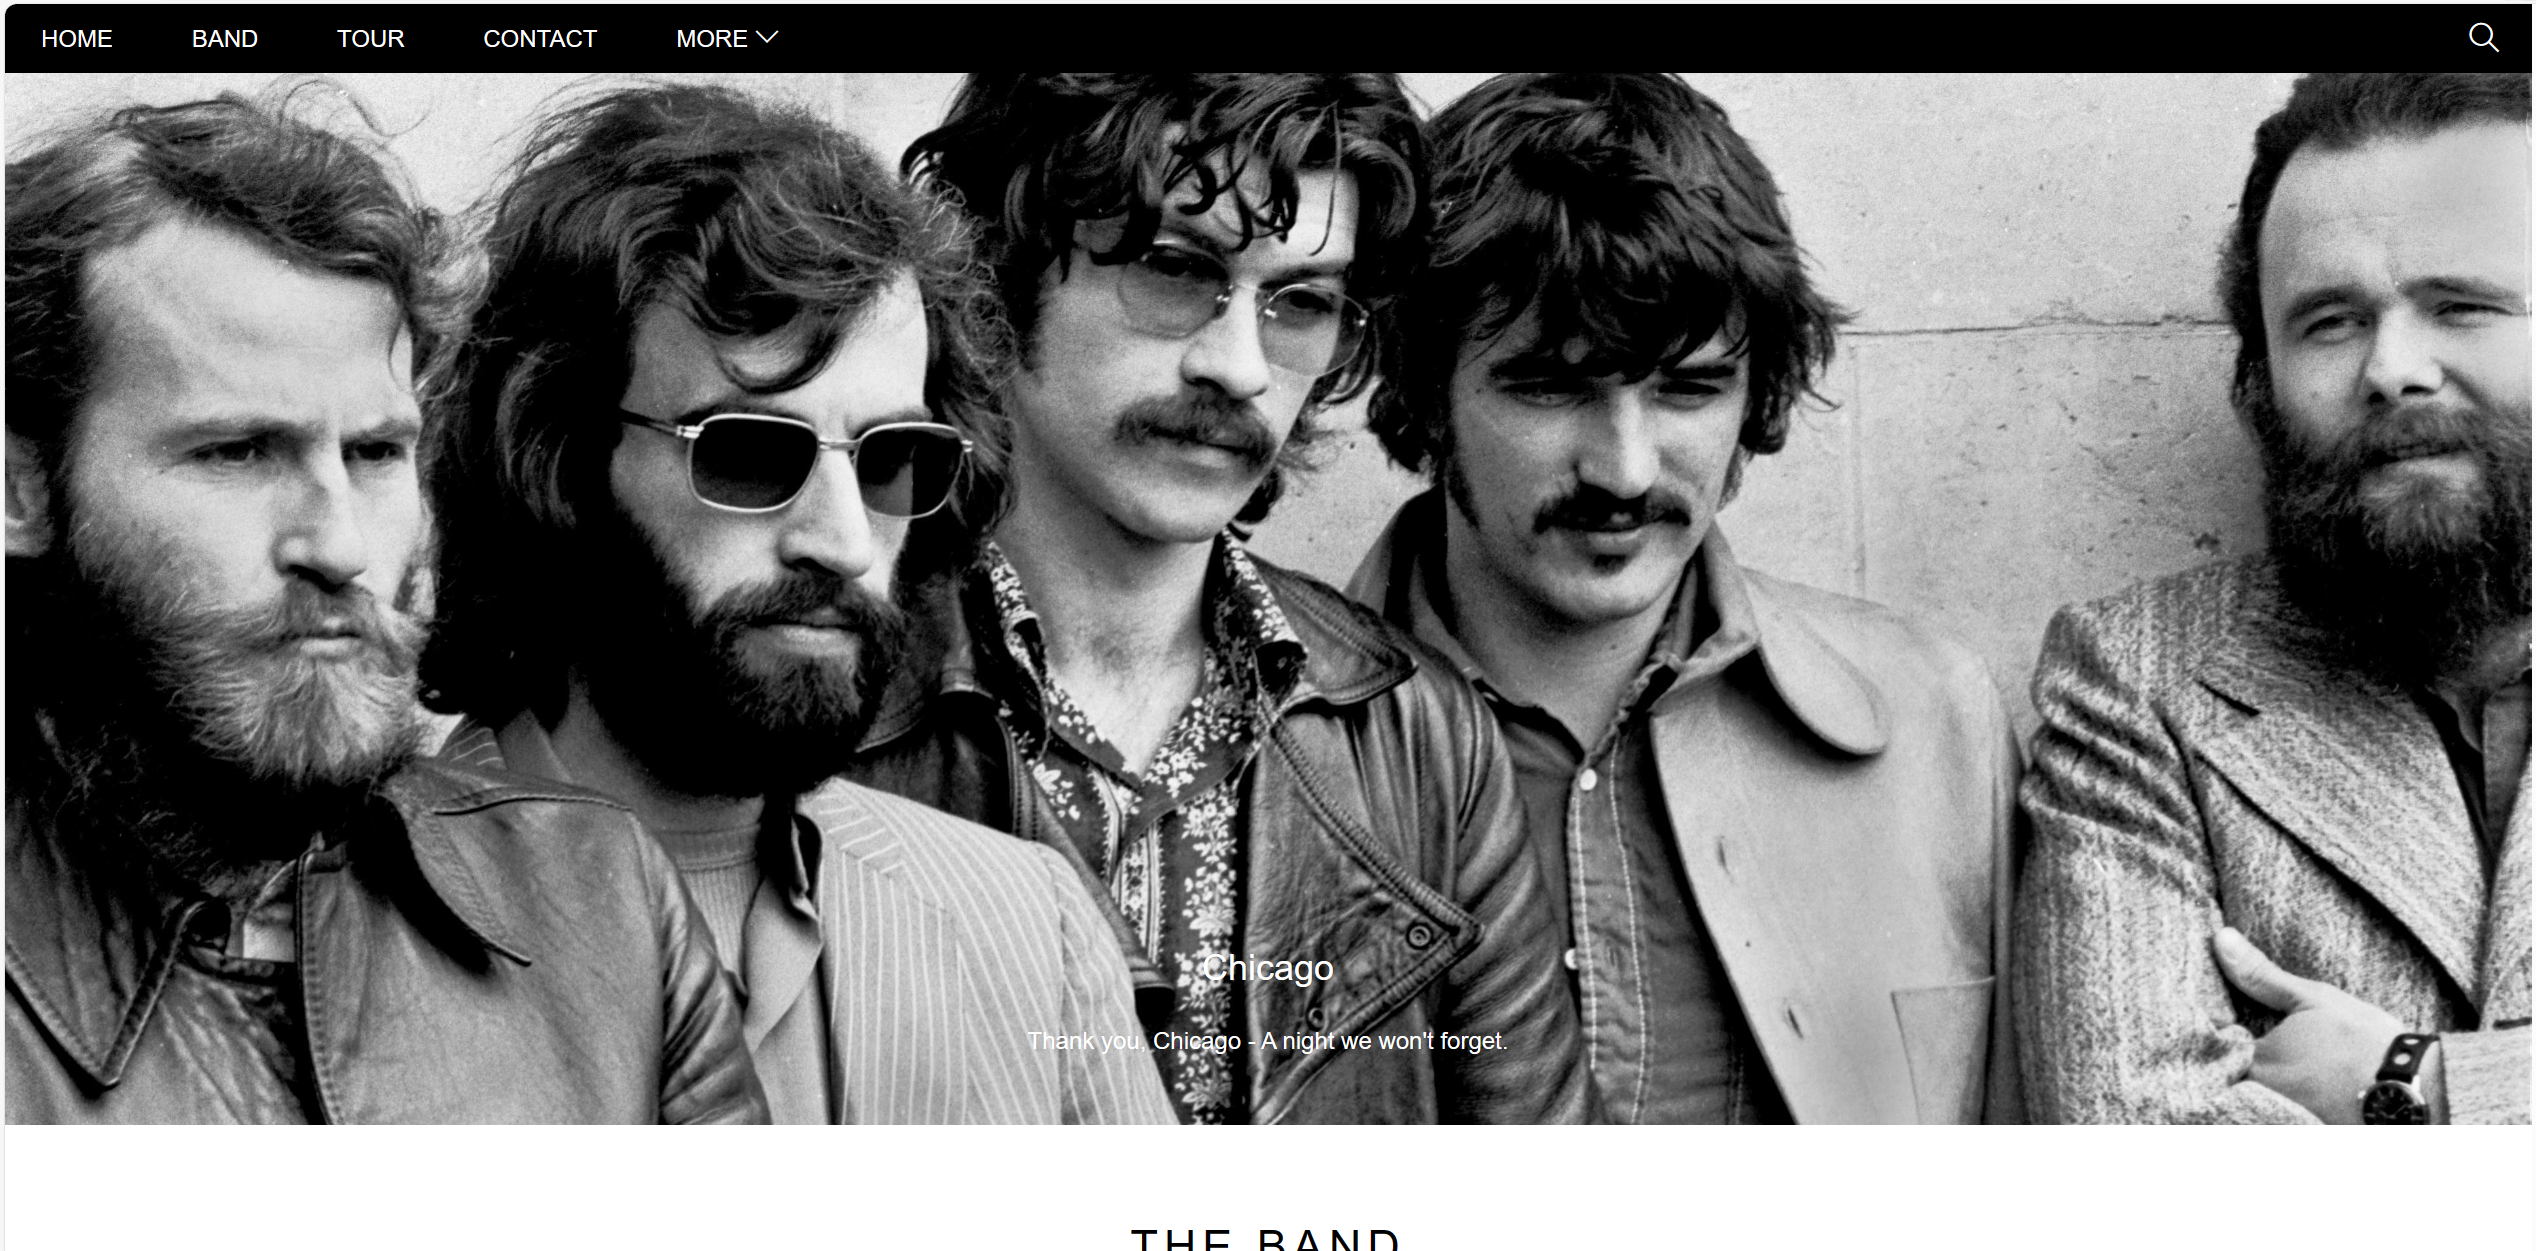 HOME BAND TOUR CONTACT MORE
Chicago
Thank you, Chicago - A night we won't forget.
THE BAND